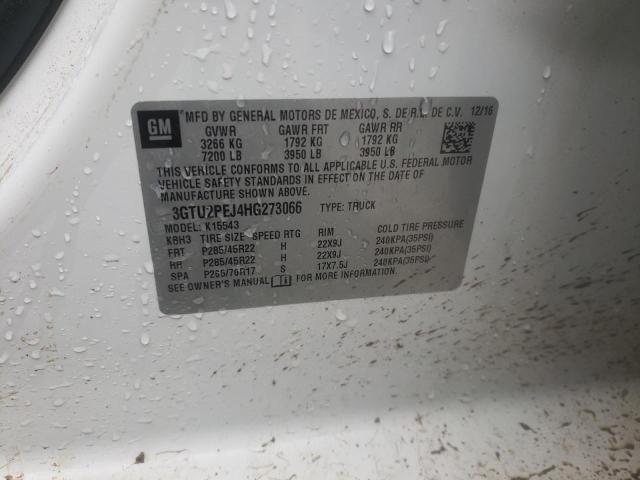 GM
MFD BY GENERAL MOTORS DE MEXICO, S. DE R.L. DE C.V. 12/16
GVWR GAWR FRT GAWR RR
3266 KG 1792 KG 1792 KG
7200 LB 3950 LB 3950 LB
THIS VEHICLE CONFORMS TO ALL APPLICABLE U.S. FEDERAL MOTOR
VEHICLE SAFETY STANDARDS IN EFFECT ON THE DATE OF
MANUFACTURE SHOWN ABOVE.
3GTU2PEJ4HG273066 TYPE: TRUCK
MODEL: K15543
KBH3 TIRE SIZE SPEED RTG RIM COLD TIRE PRESSURE
FRT P285/45R22 H 22X9J 240KPA(35PSI)
RR P285/45R22 H 22X9J 240KPA(35PSI)
SPA P265/70R17 S 17X7.5J 240KPA(35PSI)
SEE OWNER'S MANUAL FOR MORE INFORMATION